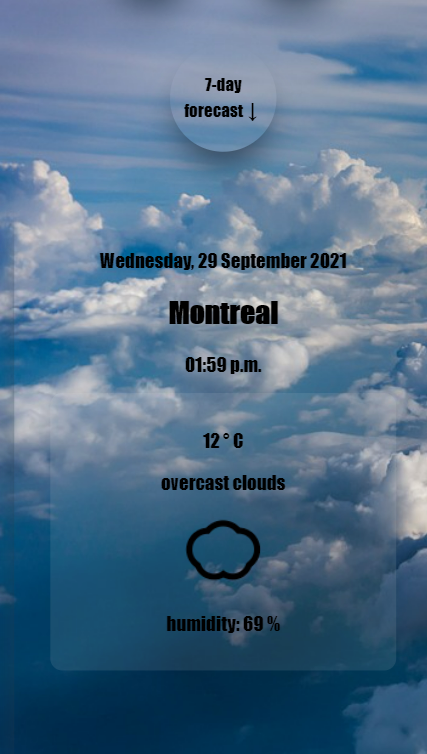 7-day
forecast ↓
Wednesday, 29 September 2021
Montreal
01:59 p.m.
12 ° C
overcast clouds
humidity: 69 %